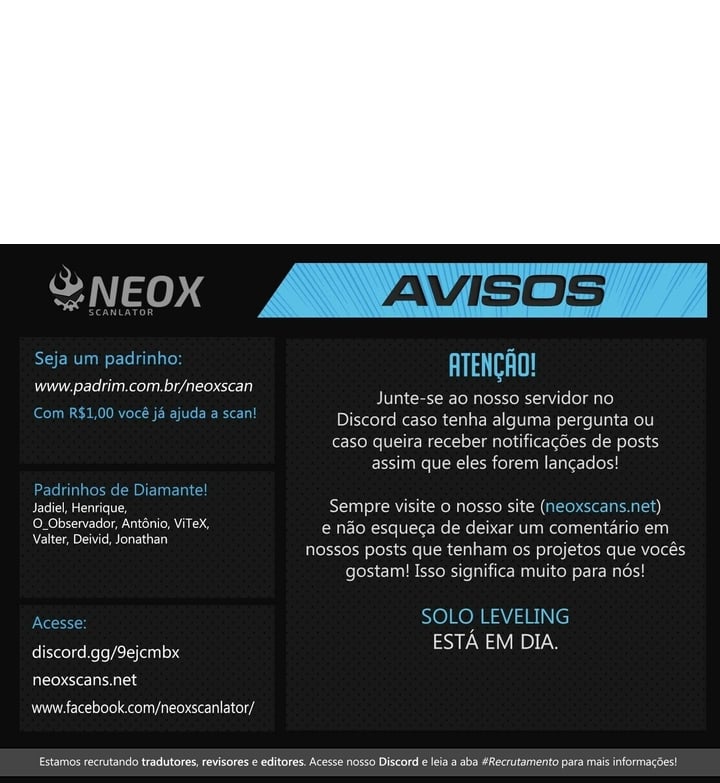 NEOX
SCANLATOR
AVISOS
Seja um padrinho:
www.padrim.com.br/neoxscan
Com R$1,00 você já ajuda a scan!
Padrinhos de Diamante!
Jadiel, Henrique,
O_Observador, Antônio, ViTeX,
Valter, Deivid, Jonathan
Acesse:
discord.gg/9ejcmbx
neoxscans.net
www.facebook.com/neoxscanlator/
ATENÇÃO!
Junte-se ao nosso servidor no
Discord caso tenha alguma pergunta ou
caso queira receber notificações de posts
assim que eles forem lançados!
Sempre visite o nosso site (neoxscans.net)
e não esqueça de deixar um comentário em
nossos posts que tenham os projetos que vocês
gostam! Isso significa muito para nós!
SOLO LEVELING
ESTÁ EM DIA.
Estamos recrutando tradutores, revisores e editores. Acesse nosso Discord e leia a aba #Recrutamento para mais informações!